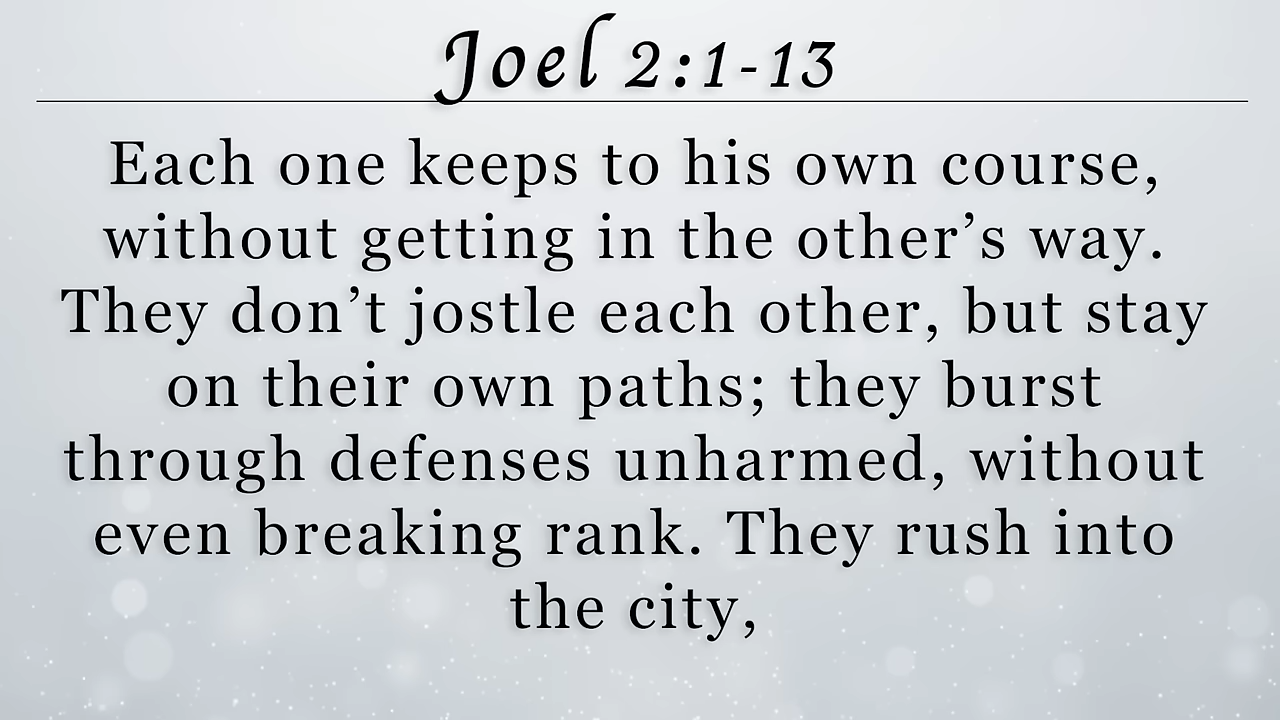 Joel 2:1-13
Each one keeps to his own course,
without getting in the other’s way.
They don’t jostle each other, but stay
on their own paths; they burst
through defenses unharmed, without
even breaking rank. They rush into
the city,